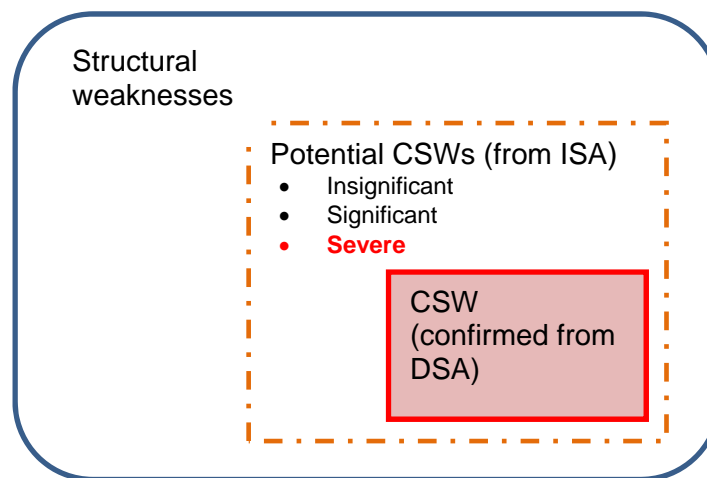 Structural
weaknesses
Potential CSWs (from ISA)
• Insignificant
• Significant
• Severe
CSW
(confirmed from
DSA)